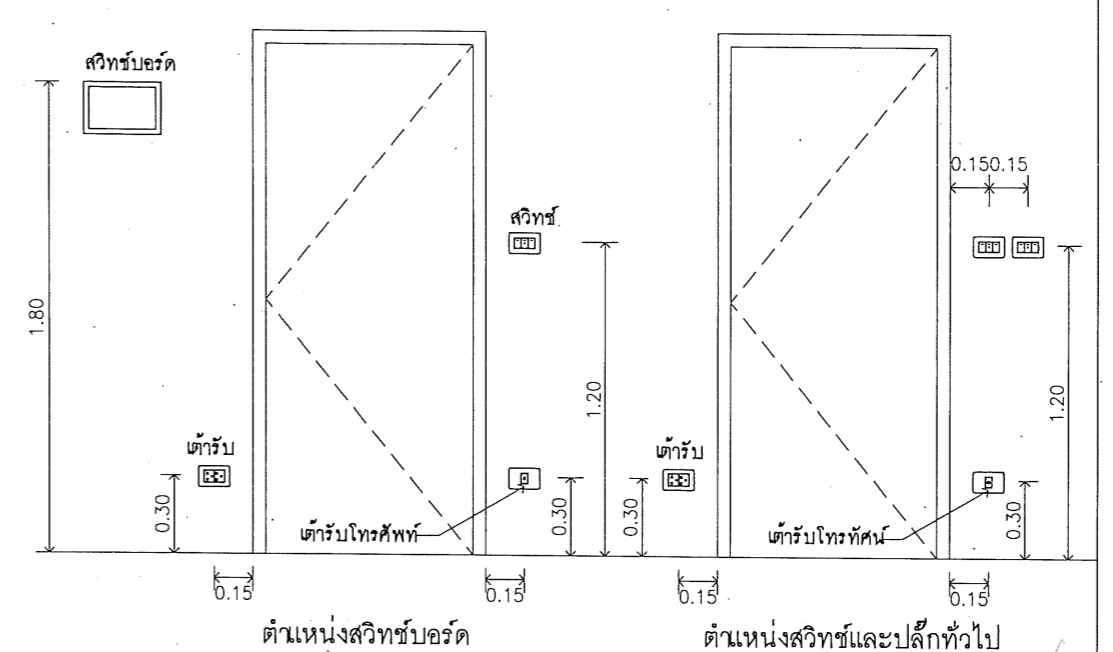 สวิทช์บอร์ด
0.150.15
สวิทช์
1.80
1.20
1.20
เต้ารับ
เต้ารับ
0.30
เต้ารับโทรศัพท์
0.30
0.30
เต้ารับโทรทัศน์
0.30
0.15
0.15
0.15
0.15
ตำแหน่งสวิทช์บอร์ด
ตำแหน่งสวิทช์และปลั๊กทั่วไป